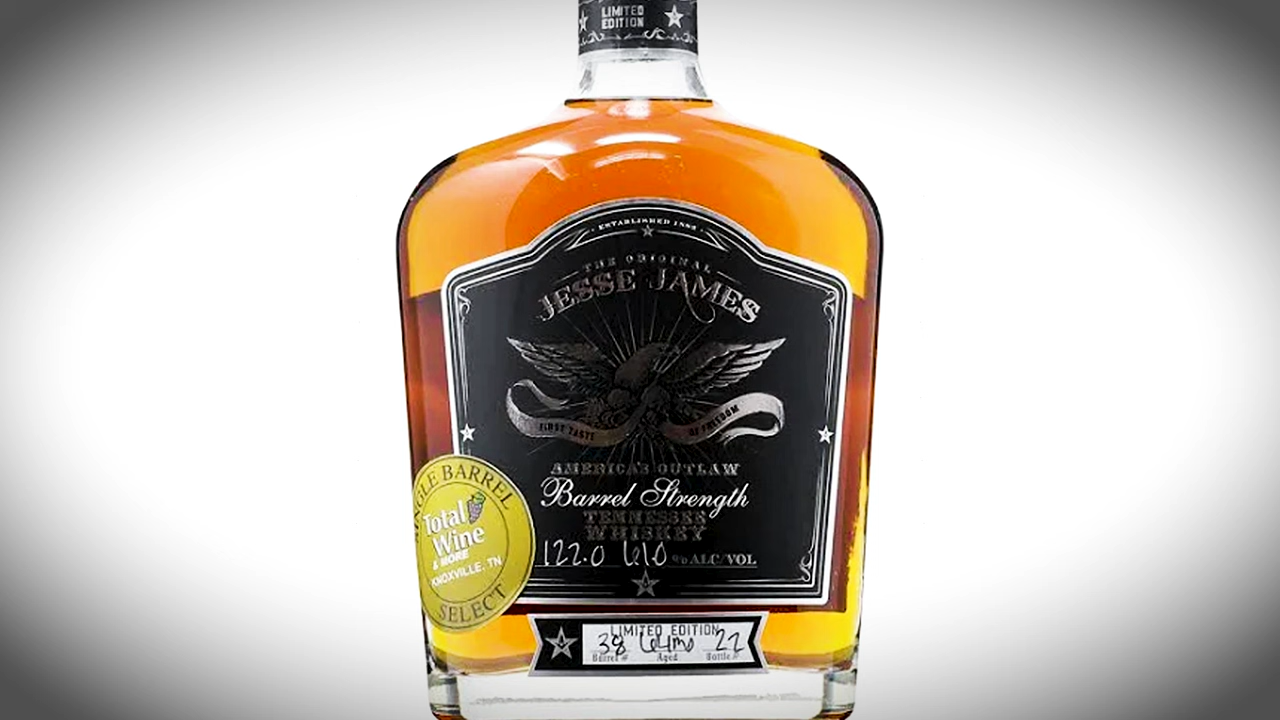 LIMITED
EDITION
ESTABLISHED 1882
THE ORIGINAL
JESSE JAMES
FIRST TASTE OF FREEDOM
AMERICA'S OUTLAW
Barrel Strength
TENNESSEE
WHISKEY
122.0 61.0 % ALC/VOL
SINGLE BARREL
Total
Wine
& MORE
KNOXVILLE, TN
SELECT
LIMITED EDITION
38 64mo 22
Barrel # Aged Bottle #